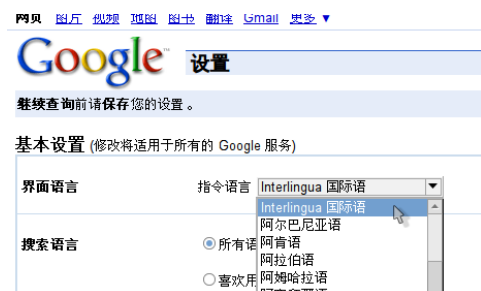 网页 图片 视频 地图 图书 翻译 Gmail 更多 ▼
Google™ 设置
继续查询前请保存您的设置。
基本设置 (修改将适用于所有的 Google 服务)
界面语言 指令语言 Interlingua 国际语
Interlingua 国际语
阿尔巴尼亚语
搜索语言 所有语 阿肯语
阿拉伯语
喜欢用 阿姆哈拉语